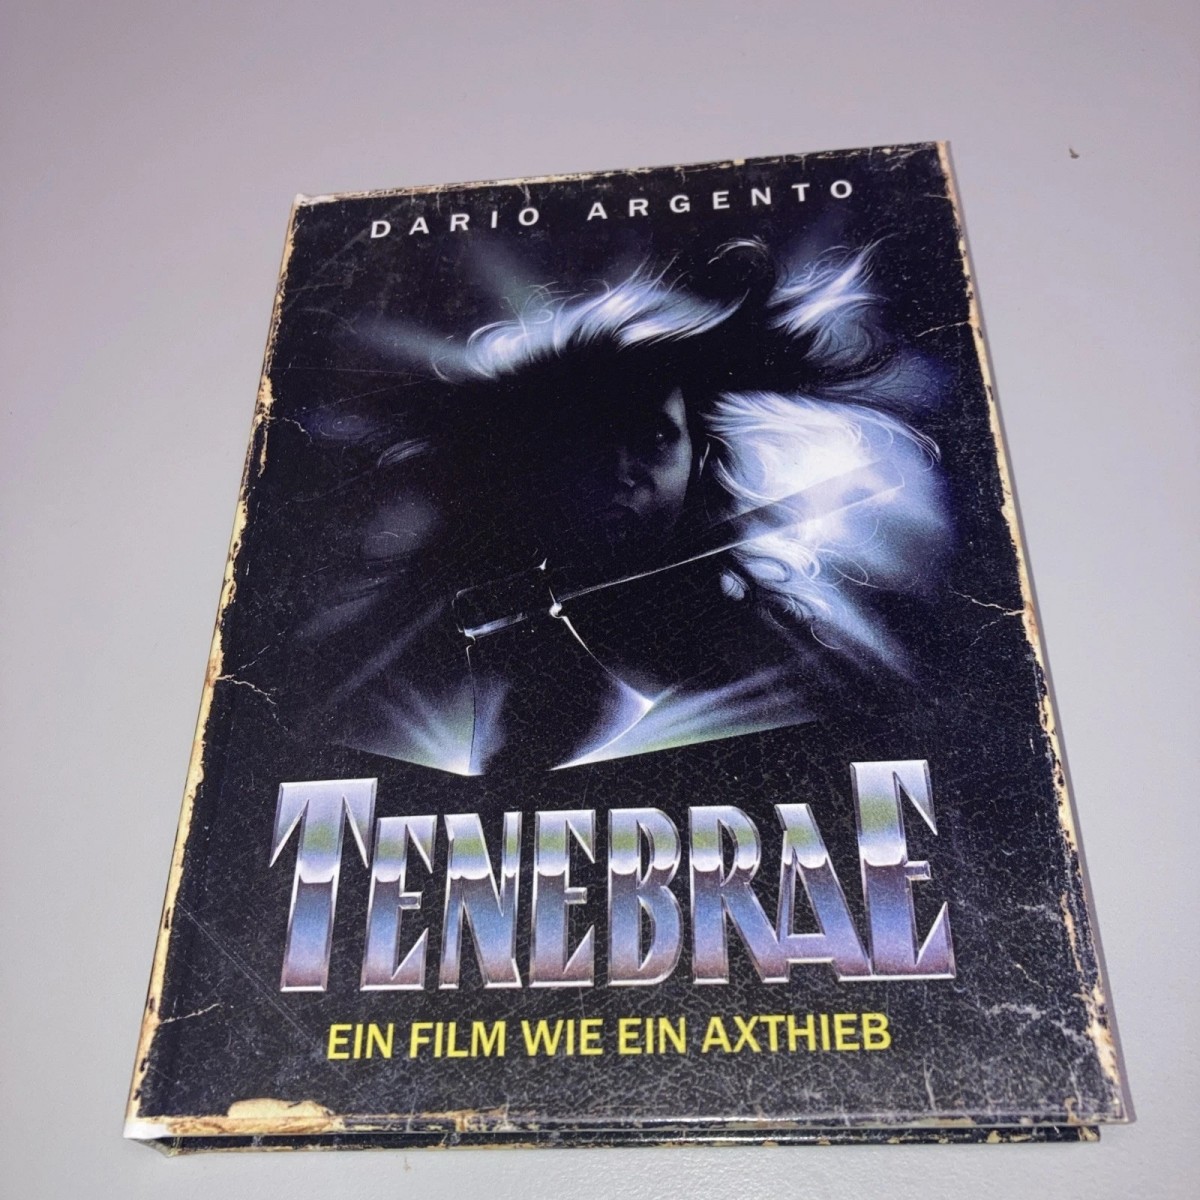 DARIO ARGENTO
TENEBRAE
EIN FILM WIE EIN AXTHIEB